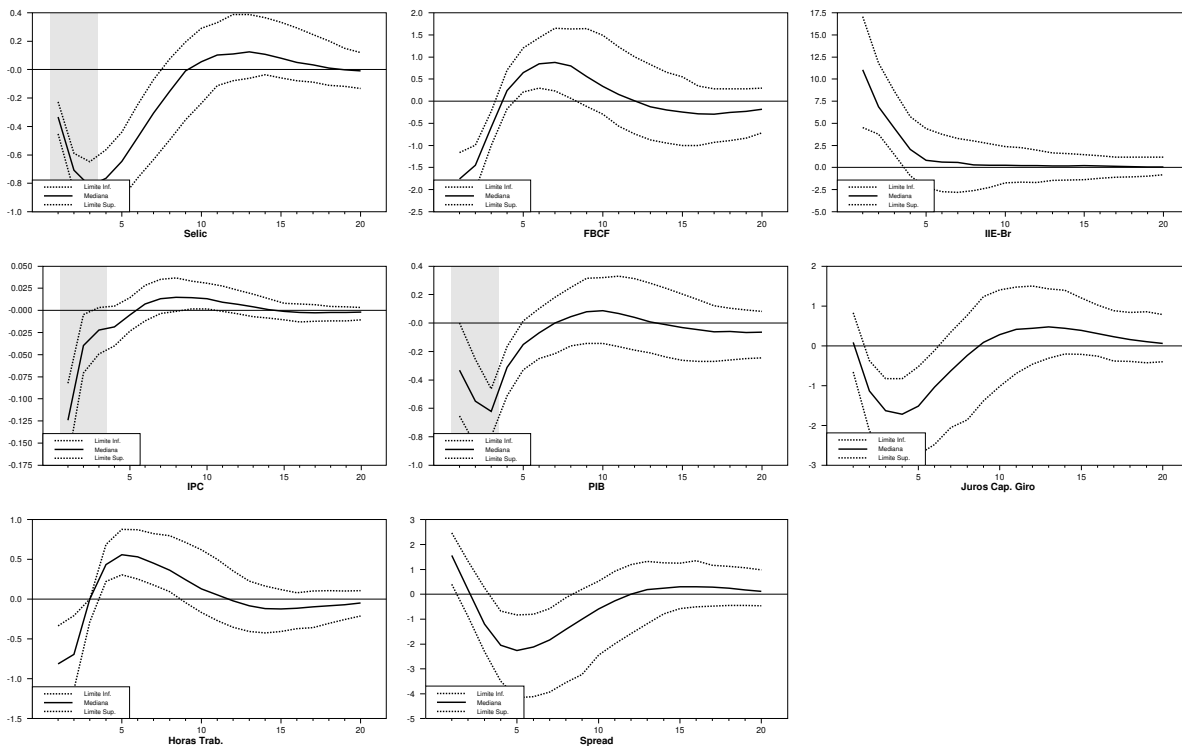 0.4
0.2
-0.0
-0.2
-0.4
-0.6
-0.8
-1.0
Limite Inf.
Mediana
Limite Sup.
5 10 15 20
Selic
2.0
1.5
1.0
0.5
0.0
-0.5
-1.0
-1.5
-2.0
-2.5
Limite Inf.
Mediana
Limite Sup.
5 10 15 20
FBCF
17.5
15.0
12.5
10.0
7.5
5.0
2.5
0.0
-2.5
-5.0
Limite Inf.
Mediana
Limite Sup.
5 10 15 20
IIE-Br
0.050
0.025
-0.000
-0.025
-0.050
-0.075
-0.100
-0.125
-0.150
-0.175
Limite Inf.
Mediana
Limite Sup.
5 10 15 20
IPC
0.4
0.2
-0.0
-0.2
-0.4
-0.6
-0.8
-1.0
Limite Inf.
Mediana
Limite Sup.
5 10 15 20
PIB
2
1
0
-1
-2
-3
Limite Inf.
Mediana
Limite Sup.
5 10 15 20
Juros Cap. Giro
1.0
0.5
0.0
-0.5
-1.0
-1.5
Limite Inf.
Mediana
Limite Sup.
5 10 15 20
Horas Trab.
3
2
1
0
-1
-2
-3
-4
-5
Limite Inf.
Mediana
Limite Sup.
5 10 15 20
Spread